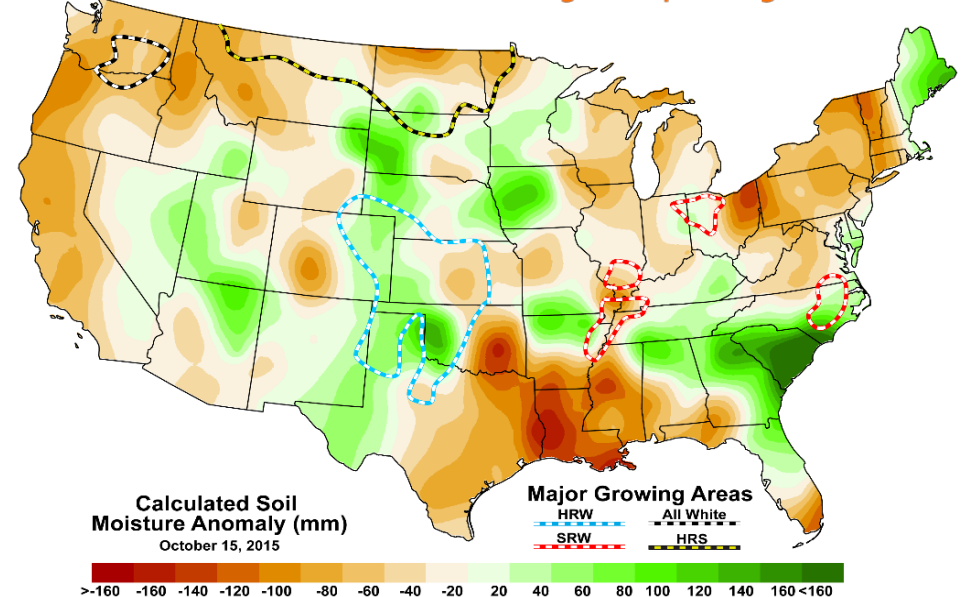 Calculated Soil
Moisture Anomaly (mm)
October 15, 2015
Major Growing Areas
HRW
All White
SRW
HRS
>-160 -160 -140 -120 -100 -80 -60 -40 -20 20 40 60 80 100 120 140 160 <160